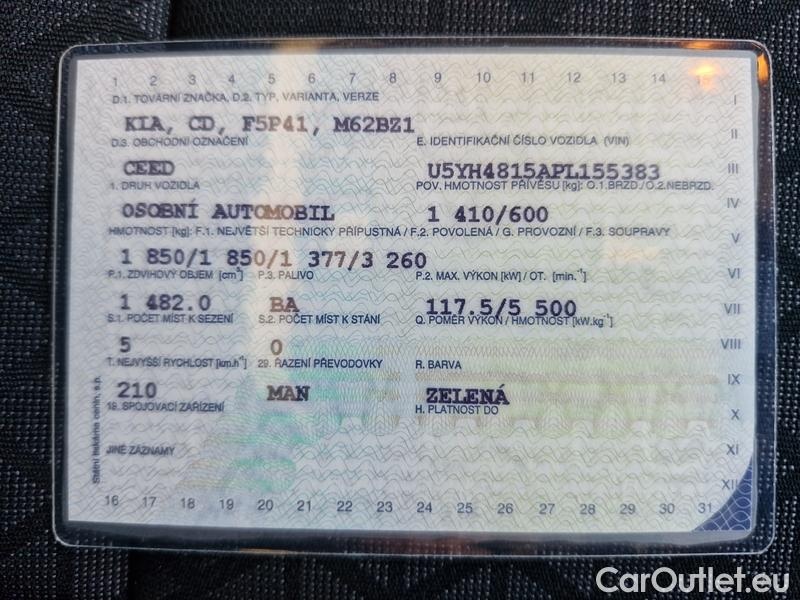 1 2 3 4 5 6 7 8 9 10 11 12 13 14
I
D.1. TOVÁRNÍ ZNAČKA, D.2. TYP, VARIANTA, VERZE
KIA, CD, F5P41, M62BZ1
II
D.3. OBCHODNÍ OZNAČENÍ E. IDENTIFIKAČNÍ ČÍSLO VOZIDLA (VIN)
CEED U5YH4815APL155383
III
1. DRUH VOZIDLA POV. HMOTNOST PŘÍVĚSU [kg]: O.1.BRZD./O.2.NEBRZD.
OSOBNÍ AUTOMOBIL 1 410/600
IV
HMOTNOST [kg]: F.1. NEJVĚTŠÍ TECHNICKY PŘÍPUSTNÁ / F.2. POVOLENÁ / G. PROVOZNÍ / F.3. SOUPRAVY
V
1 850/1 850/1 377/3 260
P.1. ZDVIHOVÝ OBJEM [cm³] P.3. PALIVO P.2. MAX. VÝKON [kW] / OT. [min.⁻¹]
VI
1 482.0 BA 117.5/5 500
VII
S.1. POČET MÍST K SEZENÍ S.2. POČET MÍST K STÁNÍ Q. POMĚR VÝKON / HMOTNOST [kW.kg⁻¹]
5 0
VIII
T. NEJVYŠŠÍ RYCHLOST [km.h⁻¹] 29. ŘAZENÍ PŘEVODOVKY R. BARVA
210 MAN ZELENÁ
IX
19. SPOJOVACÍ ZAŘÍZENÍ H. PLATNOST DO
X
JINÉ ZÁZNAMY
XI
XII
16 17 18 19 20 21 22 23 24 25 26 27 28 29 30 31
Státní tiskárna cenin, s.p.
CarOutlet.eu